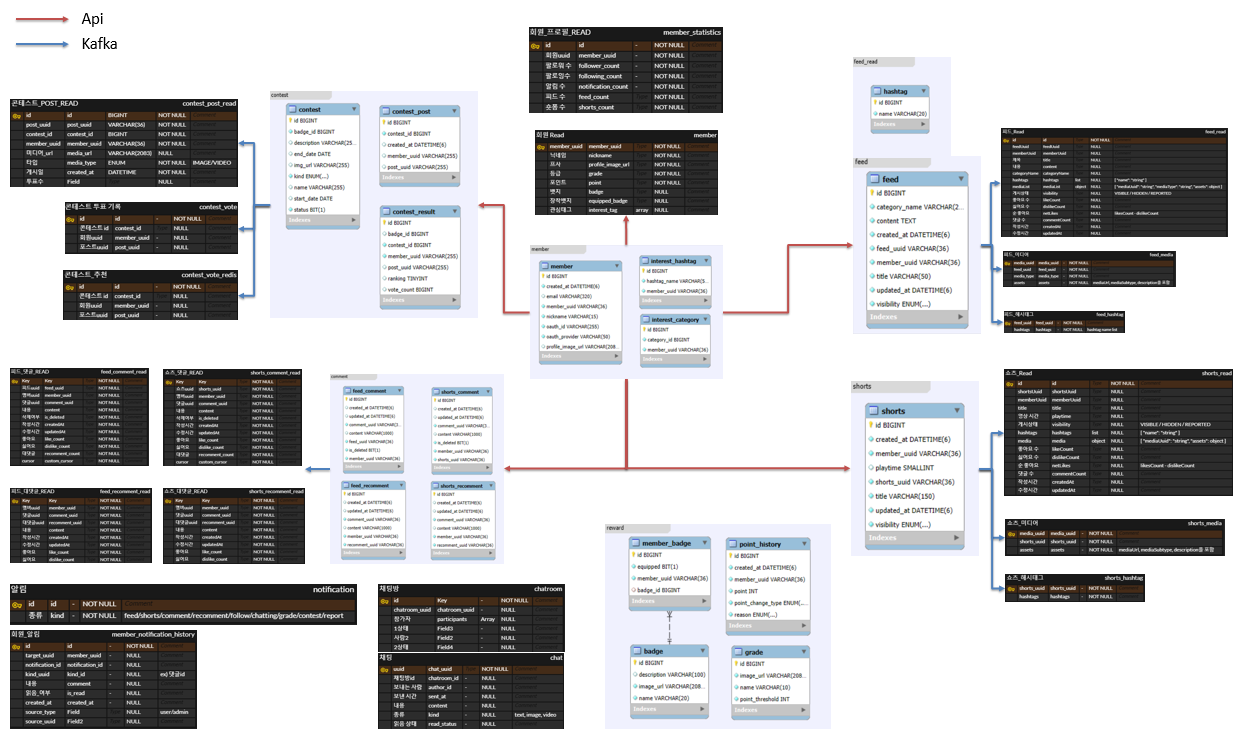 Api
Kafka
회원_프로필_READ member_statistics
id id - NOT NULL
회원uuid member_uuid - NOT NULL
팔로워 수 follower_count - NOT NULL
팔로잉수 following_count - NOT NULL
알림 수 notification_count - NOT NULL
피드 수 feed_count NOT NULL
숏폼 수 shorts_count NOT NULL
회원 Read member
member_uuid member_uuid - NOT NULL
닉네임 nickname - NOT NULL
프사 profile_image_url - NOT NULL
등급 grade - NOT NULL
포인트 point - NOT NULL
뱃지 badge - NULL
장착뱃지 equipped_badge - NULL
관심태그 interest_tag array NULL
콘테스트_POST_READ contest_post_read
id id BIGINT NOT NULL
post_uuid post_uuid VARCHAR(36) NOT NULL
contest_id contest_id BIGINT NOT NULL
member_uuid member_uuid VARCHAR(36) NOT NULL
미디어_url media_url VARCHAR(2083) NOT NULL
타입 media_type ENUM NOT NULL IMAGE/VIDEO
게시일 created_at DATETIME NOT NULL
투표수 Field NULL
콘테스트 투표 기록 contest_vote
id id - NOT NULL
콘테스트 id contest_id NULL
회원uuid member_uuid - NULL
포스트uuid post_uuid - NULL
콘테스트_추천 contest_vote_redis
id id - NOT NULL
콘테스트 id contest_id - NULL
회원uuid member_uuid - NULL
포스트uuid post_uuid - NULL
contest
contest
id BIGINT
badge_id BIGINT
description VARCHAR(25...
end_date DATE
img_url VARCHAR(255)
kind ENUM(...)
name VARCHAR(255)
start_date DATE
status BIT(1)
Indexes
contest_post
id BIGINT
contest_id BIGINT
created_at DATETIME(6)
member_uuid VARCHAR(255)
post_uuid VARCHAR(255)
Indexes
contest_result
id BIGINT
badge_id BIGINT
contest_id BIGINT
member_uuid VARCHAR(255)
post_uuid VARCHAR(255)
ranking TINYINT
vote_count BIGINT
Indexes
member
member
id BIGINT
created_at DATETIME(6)
email VARCHAR(320)
member_uuid VARCHAR(36)
nickname VARCHAR(15)
oauth_id VARCHAR(255)
oauth_provider VARCHAR(50)
profile_image_url VARCHAR(208...
Indexes
interest_hashtag
id BIGINT
hashtag_name VARCHAR(5...
member_uuid VARCHAR(36)
Indexes
interest_category
id BIGINT
category_id BIGINT
member_uuid VARCHAR(36)
Indexes
feed_read
hashtag
id BIGINT
name VARCHAR(20)
Indexes
feed
feed
id BIGINT
category_name VARCHAR(2...
content TEXT
created_at DATETIME(6)
feed_uuid VARCHAR(36)
member_uuid VARCHAR(36)
title VARCHAR(50)
updated_at DATETIME(6)
visibility ENUM(...)
Indexes
피드_Read feed_read
id id NOT NULL
feedUuid feedUuid NULL
memberUuid memberUuid NULL
제목 title NULL
내용 content NULL
categoryName categoryName NULL
hashtags hashtags list NULL ["name": "string"]
mediaList mediaList object NULL ["mediaUuid": "string", "mediaType": "string", "assets": object ]
게시상태 visibility NULL VISIBLE / HIDDEN / REPORTED
좋아요 수 likeCount NULL
싫어요 수 dislikeCount NULL
순 좋아요 netLikes NULL likesCount - dislikeCount
댓글 수 commentCount NULL
작성시간 createdAt NULL
수정시간 updatedAt NULL
피드_미디어 feed_media
media_uuid media_uuid - NOT NULL
feed_uuid feed_uuid - NULL
media_type media_type - NULL
assets assets - NULL mediaUrl, mediaSubtype, description을 포함
피드_해시태그 feed_hashtag
feed_uuid feed_uuid - NOT NULL
hashtags hashtags - NULL hashtag name list
피드_댓글_READ feed_comment_read
Key Key NOT NULL
피드uuid feed_uuid NOT NULL
멤버uuid member_uuid NOT NULL
댓글uuid comment_uuid NOT NULL
내용 content NOT NULL
삭제여부 is_deleted NOT NULL
작성시간 createdAt NOT NULL
수정시간 updatedAt NOT NULL
좋아요 like_count NOT NULL
싫어요 dislike_count NOT NULL
대댓글 recomment_count NOT NULL
cursor custom_cursor NOT NULL
쇼츠_댓글_READ shorts_comment_read
Key Key NOT NULL
쇼츠uuid shorts_uuid NOT NULL
멤버uuid member_uuid NOT NULL
댓글uuid comment_uuid NOT NULL
내용 content NOT NULL
삭제여부 is_deleted NOT NULL
작성시간 createdAt NOT NULL
수정시간 updatedAt NOT NULL
좋아요 like_count NOT NULL
싫어요 dislike_count NOT NULL
대댓글 recomment_count NOT NULL
cursor custom_cursor NOT NULL
피드_대댓글_READ feed_recomment_read
Key Key NOT NULL
멤버uuid member_uuid NOT NULL
댓글uuid comment_uuid NOT NULL
대댓글uuid recomment_uuid NOT NULL
내용 content NOT NULL
작성시간 createdAt NOT NULL
수정시간 updatedAt NOT NULL
좋아요 like_count NOT NULL
싫어요 dislike_count NOT NULL
쇼츠_대댓글_READ shorts_recomment_read
Key Key NOT NULL
멤버uuid member_uuid NOT NULL
댓글uuid comment_uuid NOT NULL
대댓글uuid recomment_uuid NOT NULL
내용 content NOT NULL
작성시간 createdAt NOT NULL
수정시간 updatedAt NOT NULL
좋아요 like_count NOT NULL
싫어요 dislike_count NOT NULL
comment
feed_comment
id BIGINT
created_at DATETIME(6)
updated_at DATETIME(6)
comment_uuid VARCHAR(3...
content VARCHAR(1000)
feed_uuid VARCHAR(36)
is_deleted BIT(1)
member_uuid VARCHAR(36)
Indexes
shorts_comment
id BIGINT
created_at DATETIME(6)
updated_at DATETIME(6)
comment_uuid VARCHAR(36)
content VARCHAR(1000)
is_deleted BIT(1)
member_uuid VARCHAR(36)
shorts_uuid VARCHAR(36)
Indexes
feed_recomment
id BIGINT
created_at DATETIME(6)
updated_at DATETIME(6)
comment_uuid VARCHAR(36)
content VARCHAR(1000)
member_uuid VARCHAR(36)
recomment_uuid VARCHAR(36)
Indexes
shorts_recomment
id BIGINT
created_at DATETIME(6)
updated_at DATETIME(6)
comment_uuid VARCHAR(36)
content VARCHAR(1000)
member_uuid VARCHAR(36)
recomment_uuid VARCHAR(36)
Indexes
shorts
shorts
id BIGINT
created_at DATETIME(6)
member_uuid VARCHAR(36)
playtime SMALLINT
shorts_uuid VARCHAR(36)
title VARCHAR(150)
updated_at DATETIME(6)
visibility ENUM(...)
Indexes
쇼츠_Read shorts_read
id id NOT NULL
shortsUuid shortsUuid NULL
memberUuid memberUuid NULL
title title NULL
영상 시간 playtime NULL
게시상태 visibility NULL VISIBLE / HIDDEN / REPORTED
hashtags hashtags list NULL ["name": "string"]
media media object NULL ["mediaUuid": "string", "assets": object ]
좋아요 수 likeCount NULL
싫어요 수 dislikeCount NULL
순 좋아요 netLikes NULL likesCount - dislikeCount
댓글 수 commentCount NULL
작성시간 createdAt NULL
수정시간 updatedAt NULL
쇼츠_미디어 shorts_media
media_uuid media_uuid - NOT NULL
shorts_uuid shorts_uuid - NULL
assets assets - NULL mediaUrl, mediaSubtype, description을 포함
쇼츠_해시태그 shorts_hashtag
shorts_uuid shorts_uuid - NOT NULL
hashtags hashtags - NULL
reward
member_badge
id BIGINT
equipped BIT(1)
member_uuid VARCHAR(36)
badge_id BIGINT
Indexes
point_history
id BIGINT
created_at DATETIME(6)
member_uuid VARCHAR(36)
point INT
point_change_type ENUM(...
reason ENUM(...)
Indexes
badge
id BIGINT
description VARCHAR(100)
image_url VARCHAR(208...
name VARCHAR(20)
Indexes
grade
id BIGINT
image_url VARCHAR(208...
name VARCHAR(10)
point_threshold INT
Indexes
알림 notification
id id - NOT NULL
종류 kind - NOT NULL feed/shorts/comment/recomment/follow/chatting/grade/contest/report
회원_알림 member_notification_history
id id - NOT NULL
target_uuid member_uuid - NULL
notification_id notification_id - NULL
kind_uuid kind_id - NULL ex) 댓글id
내용 comment - NULL
읽음_여부 is_read - NULL
created_at created_at - NULL
source_type Field NULL user/admin
source_uuid Field2 NULL
채팅방 chatroom
id Key - NOT NULL
chatroom_uuid chatroom_uuid - NULL
참가자 participants Array NULL
1상태 Field3 NULL
사람2 Field2 NULL
2상태 Field4 NULL
채팅 chat
uuid chat_uuid NOT NULL
채팅방id chatroom_id - NULL
보내는 사람 author_id - NULL
보낸 시간 sent_at - NULL
내용 content - NULL
종류 kind - NULL text, image, video
읽음 상태 read_status - NULL